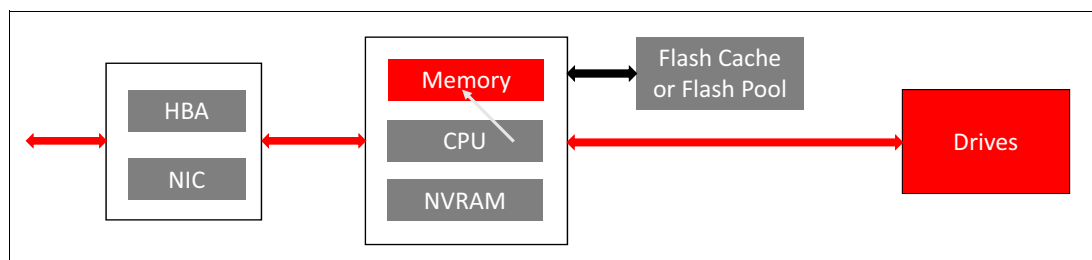 HBA
NIC
Memory
CPU
NVRAM
Flash Cache
or Flash Pool
Drives